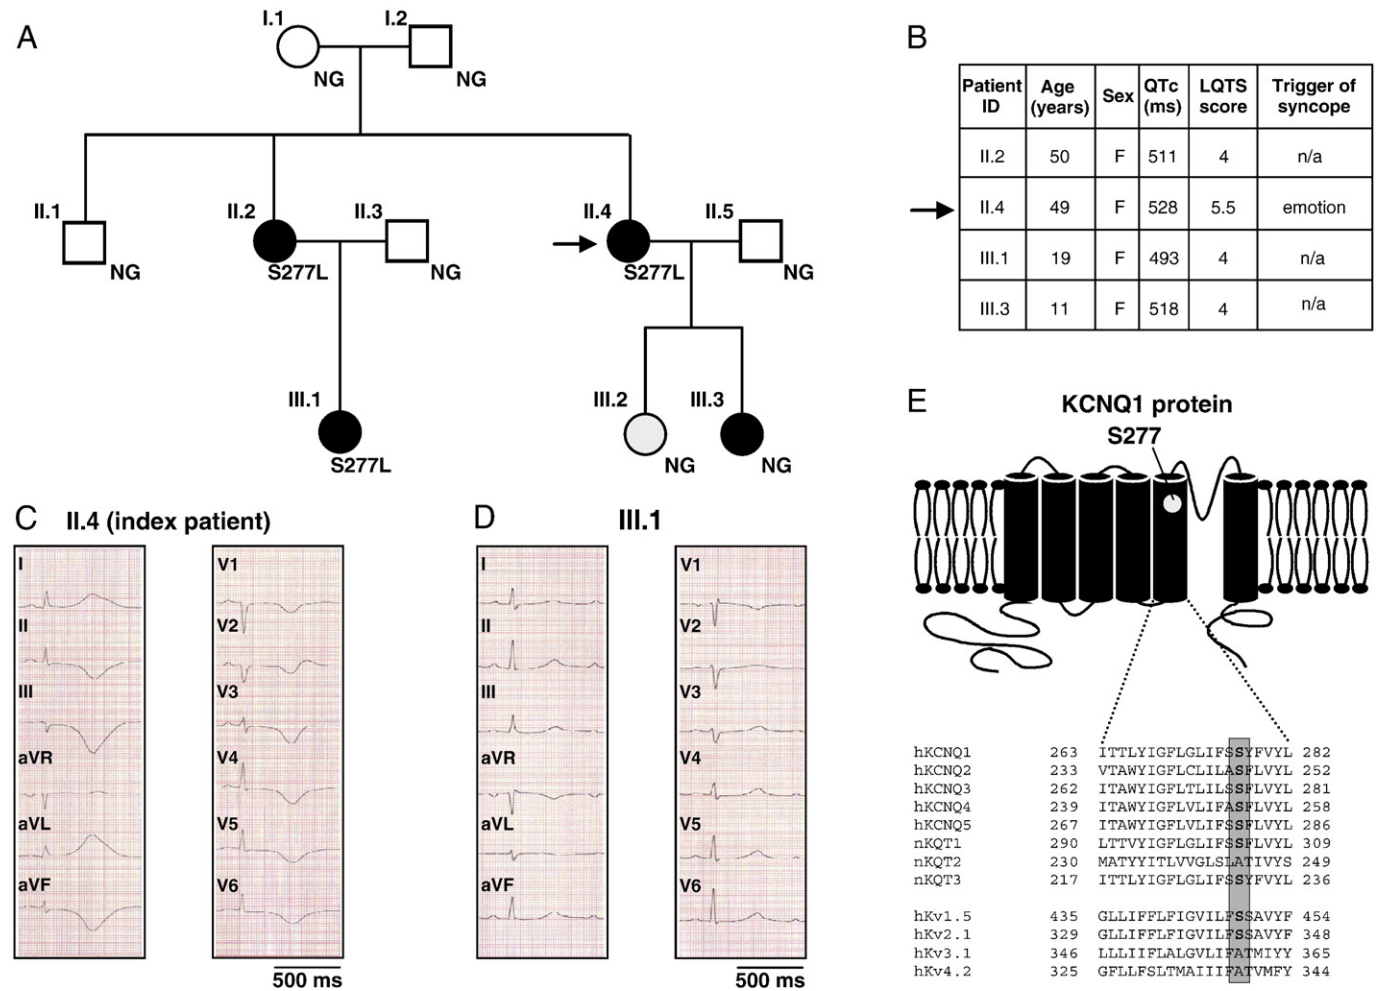 A
I.1
I.2
NG
NG
II.1
II.2
II.3
II.4
II.5
NG
S277L
NG
S277L
NG
III.1
III.2
III.3
S277L
NG
NG
B
Patient ID Age (years) Sex QTc (ms) LQTS score Trigger of syncope
II.2 50 F 511 4 n/a
II.4 49 F 528 5.5 emotion
III.1 19 F 493 4 n/a
III.3 11 F 518 4 n/a
C II.4 (index patient)
I
II
III
aVR
aVL
aVF
V1
V2
V3
V4
V5
V6
500 ms
D III.1
I
II
III
aVR
aVL
aVF
V1
V2
V3
V4
V5
V6
500 ms
E
KCNQ1 protein
S277
hKCNQ1 263 ITTLYIGFLGLIFSSYFVYL 282
hKCNQ2 233 VTAWYIGFLCLILASFLVYL 252
hKCNQ3 262 ITAWYIGFLTLILSSFLVYL 281
hKCNQ4 239 ITAWYIGFLVLIFASFLVYL 258
hKCNQ5 267 ITAWYIGFLVLIFSSFLVYL 286
nKQT1 290 LTTVYIGFLGLIFSSFLVYL 309
nKQT2 230 MATYYITLVVGLSLATIVYS 249
nKQT3 217 ITTLYIGFLGLIFSSYFVYL 236
hKv1.5 435 GLLIFFLFIGVILFSSAVYF 454
hKv2.1 329 GLLIFFLFIGVILFSSAVYF 348
hKv3.1 346 LLLIIFLALGVLIFATMIYY 365
hKv4.2 325 GFLLFSLTMAIIIFATVMFY 344